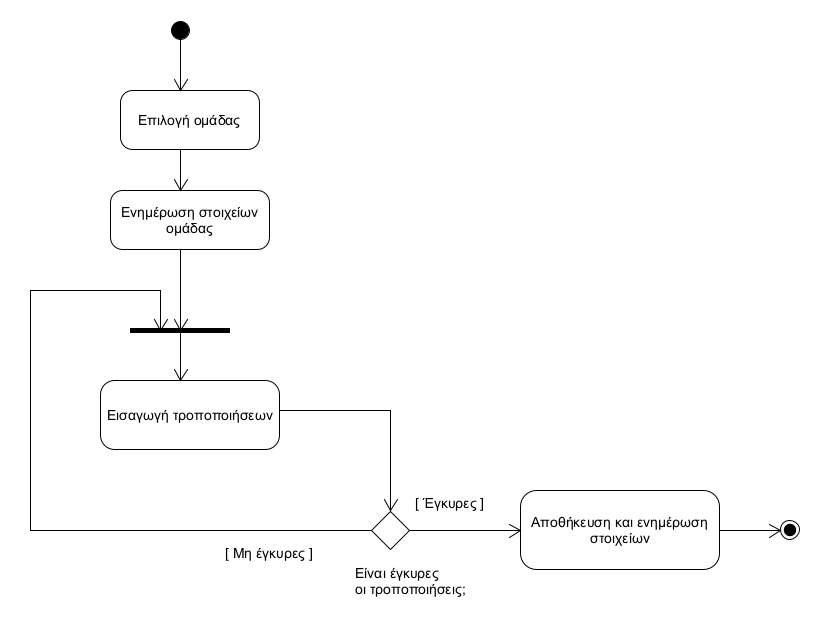 Επιλογή ομάδας
Ενημέρωση στοιχείων
ομάδας
Εισαγωγή τροποποιήσεων
[ Έγκυρες ]
Αποθήκευση και ενημέρωση
στοιχείων
[ Μη έγκυρες ]
Είναι έγκυρες
οι τροποποιήσεις;